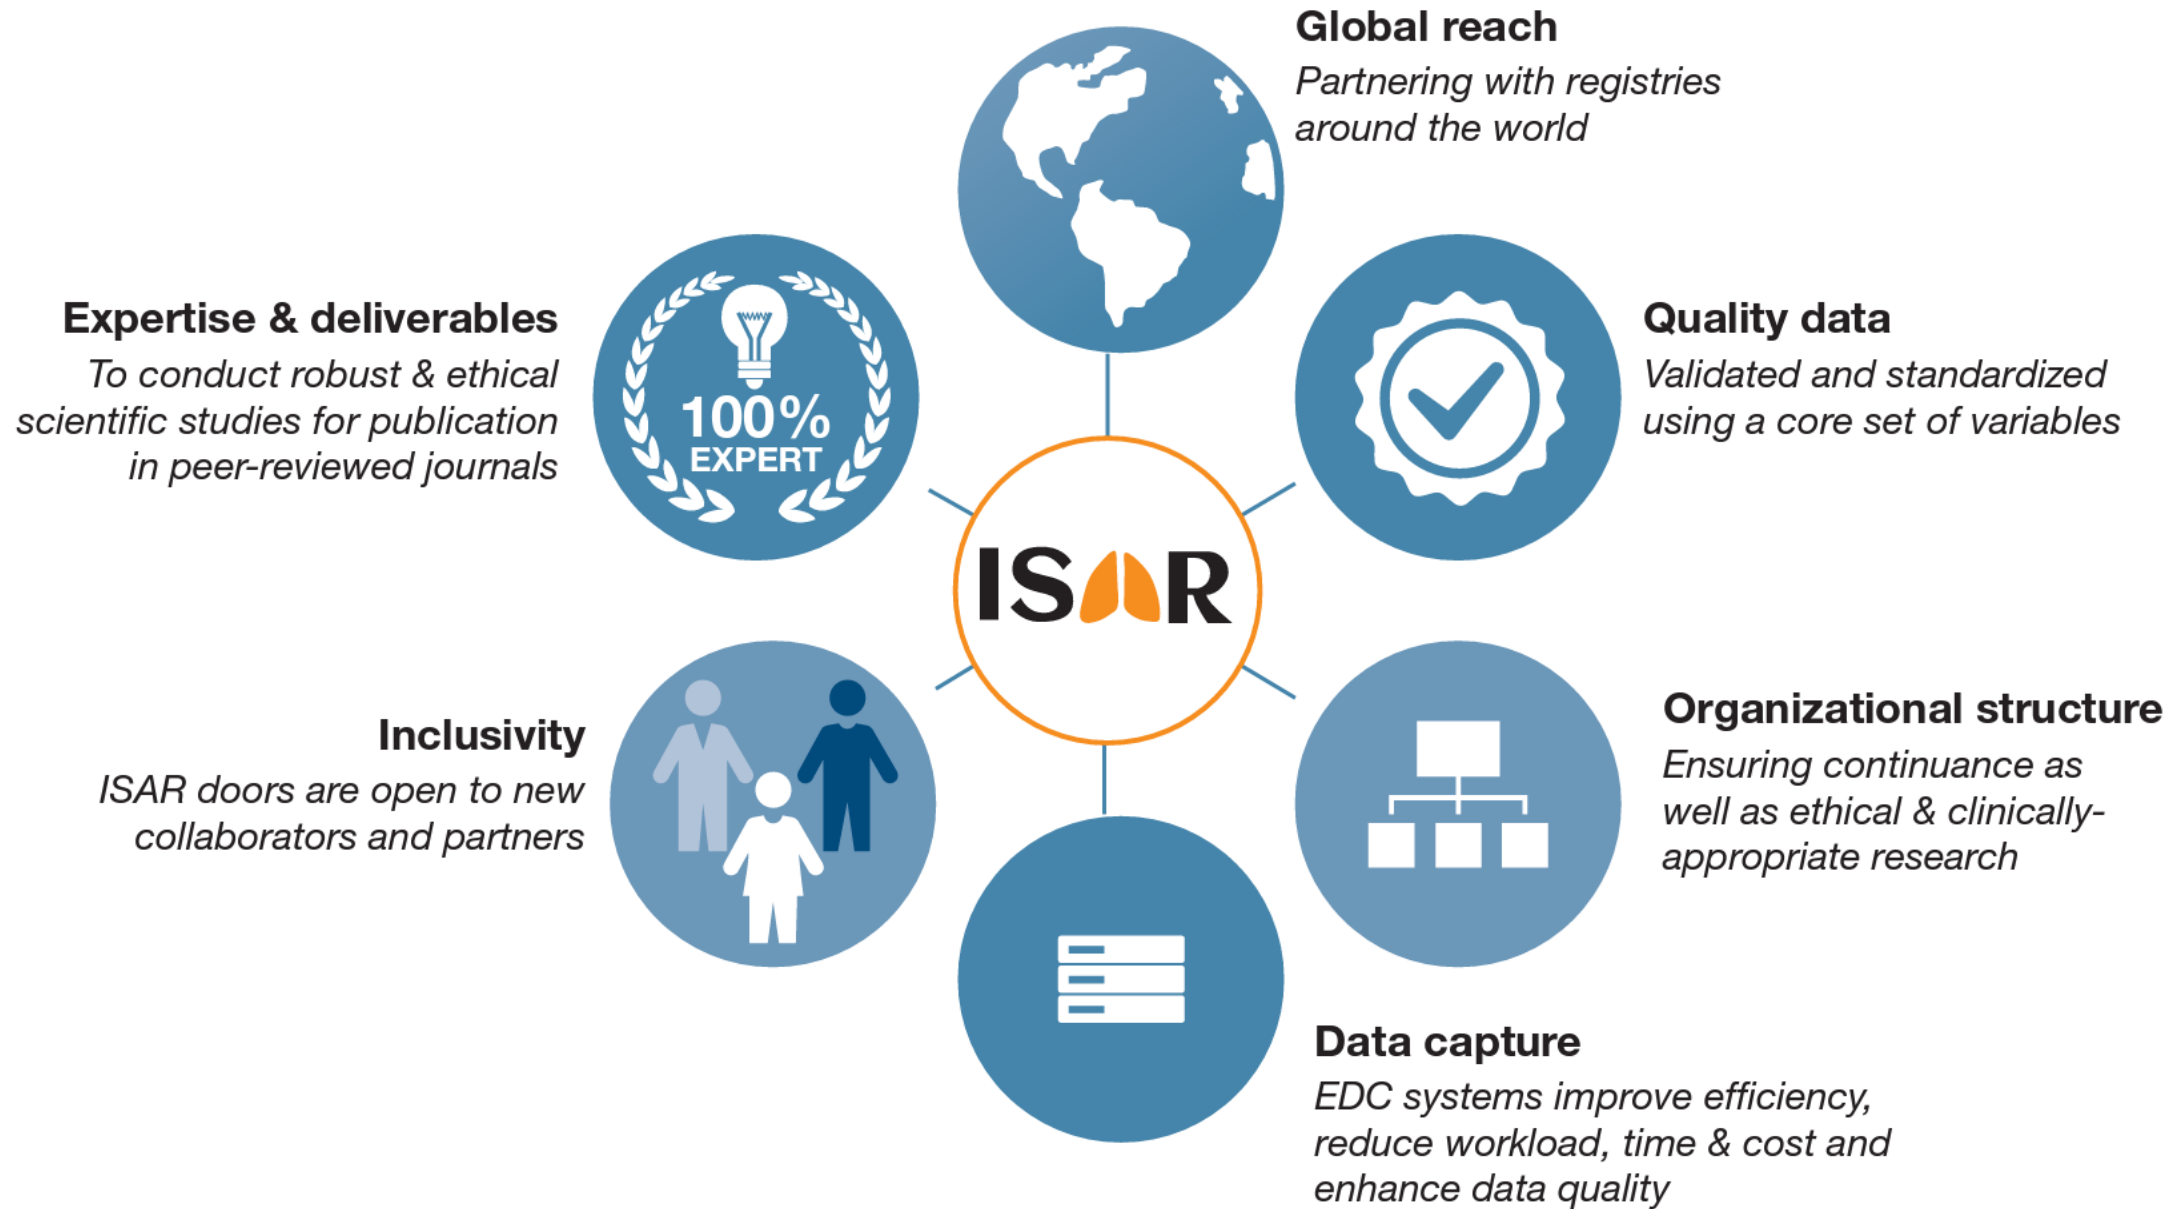 Global reach
Partnering with registries
around the world
Expertise & deliverables
To conduct robust & ethical
scientific studies for publication
in peer-reviewed journals
100%
EXPERT
Quality data
Validated and standardized
using a core set of variables
ISAR
Inclusivity
ISAR doors are open to new
collaborators and partners
Organizational structure
Ensuring continuance as
well as ethical & clinically-
appropriate research
Data capture
EDC systems improve efficiency,
reduce workload, time & cost and
enhance data quality